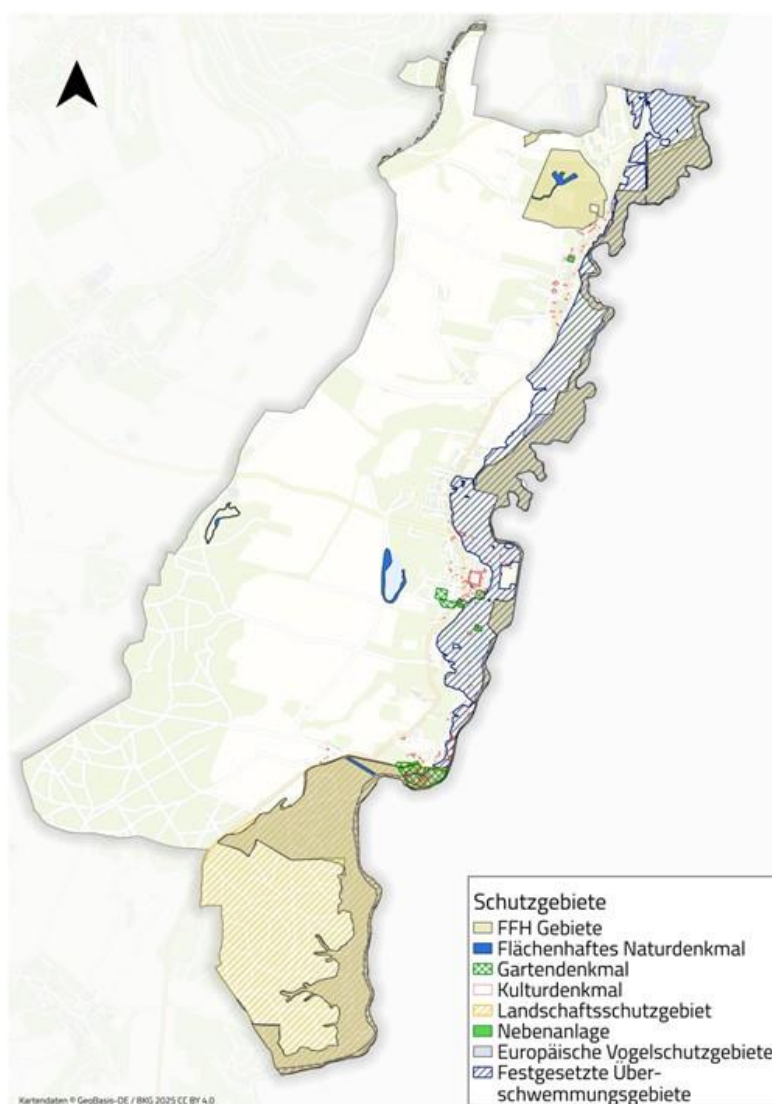 Schutzgebiete
FFH Gebiete
Flächenhaftes Naturdenkmal
Gartendenkmal
Kulturdenkmal
Landschaftsschutzgebiet
Nebenanlage
Europäische Vogelschutzgebiete
Festgesetzte Über-
schwemmungsgebiete
Kartendaten © GeoBasis-DE / BKG 2025 CC BY 4.0